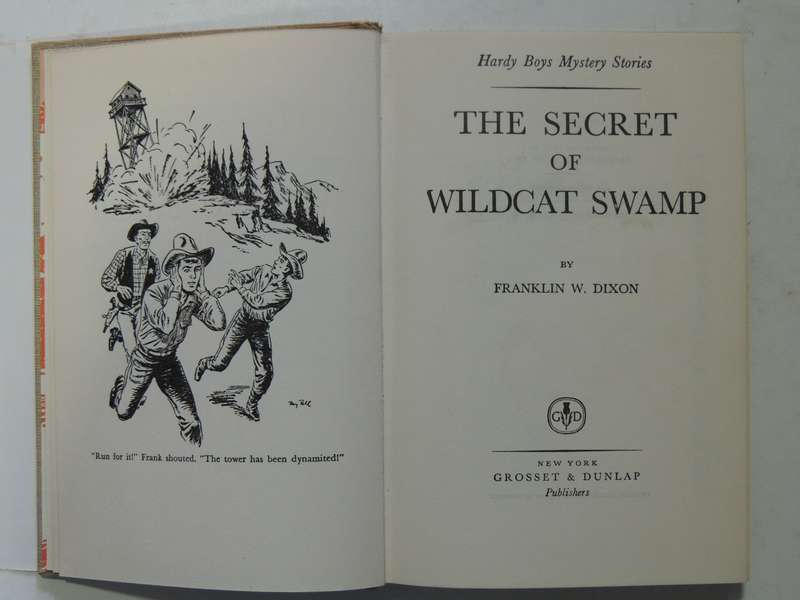 "Run for it!" Frank shouted. "The tower has been dynamited!"
Hardy Boys Mystery Stories
THE SECRET
OF
WILDCAT SWAMP
BY
FRANKLIN W. DIXON
G D
NEW YORK
GROSSET & DUNLAP
Publishers